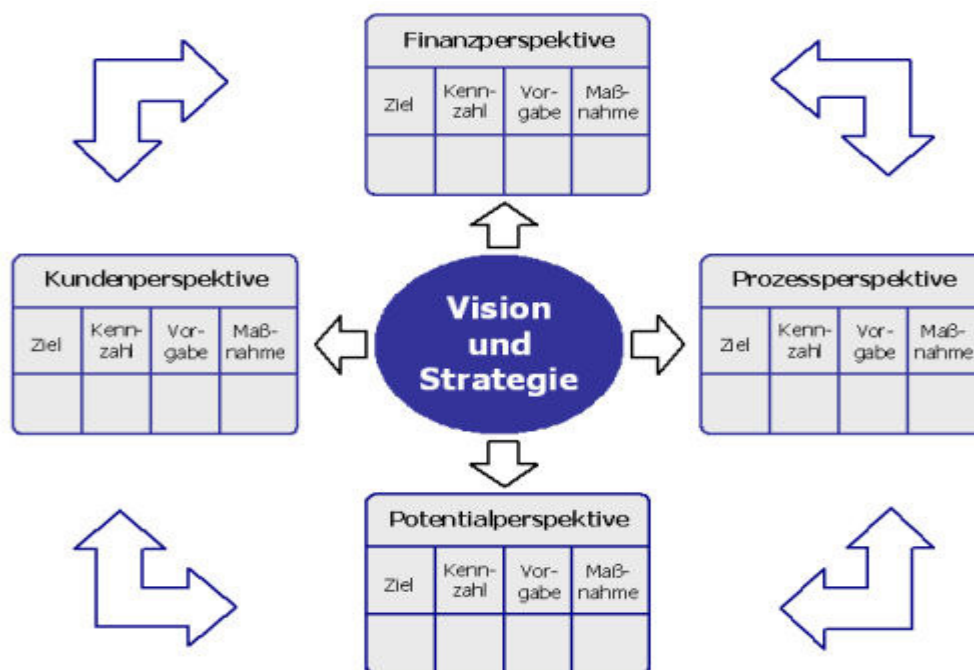 Finanzperspektive
Ziel
Kenn-
zahl
Vor-
gabe
Maß-
nahme
Kundenperspektive
Ziel
Kenn-
zahl
Vor-
gabe
Maß-
nahme
Vision
und
Strategie
Prozessperspektive
Ziel
Kenn-
zahl
Vor-
gabe
Maß-
nahme
Potentialperspektive
Ziel
Kenn-
zahl
Vor-
gabe
Maß-
nahme